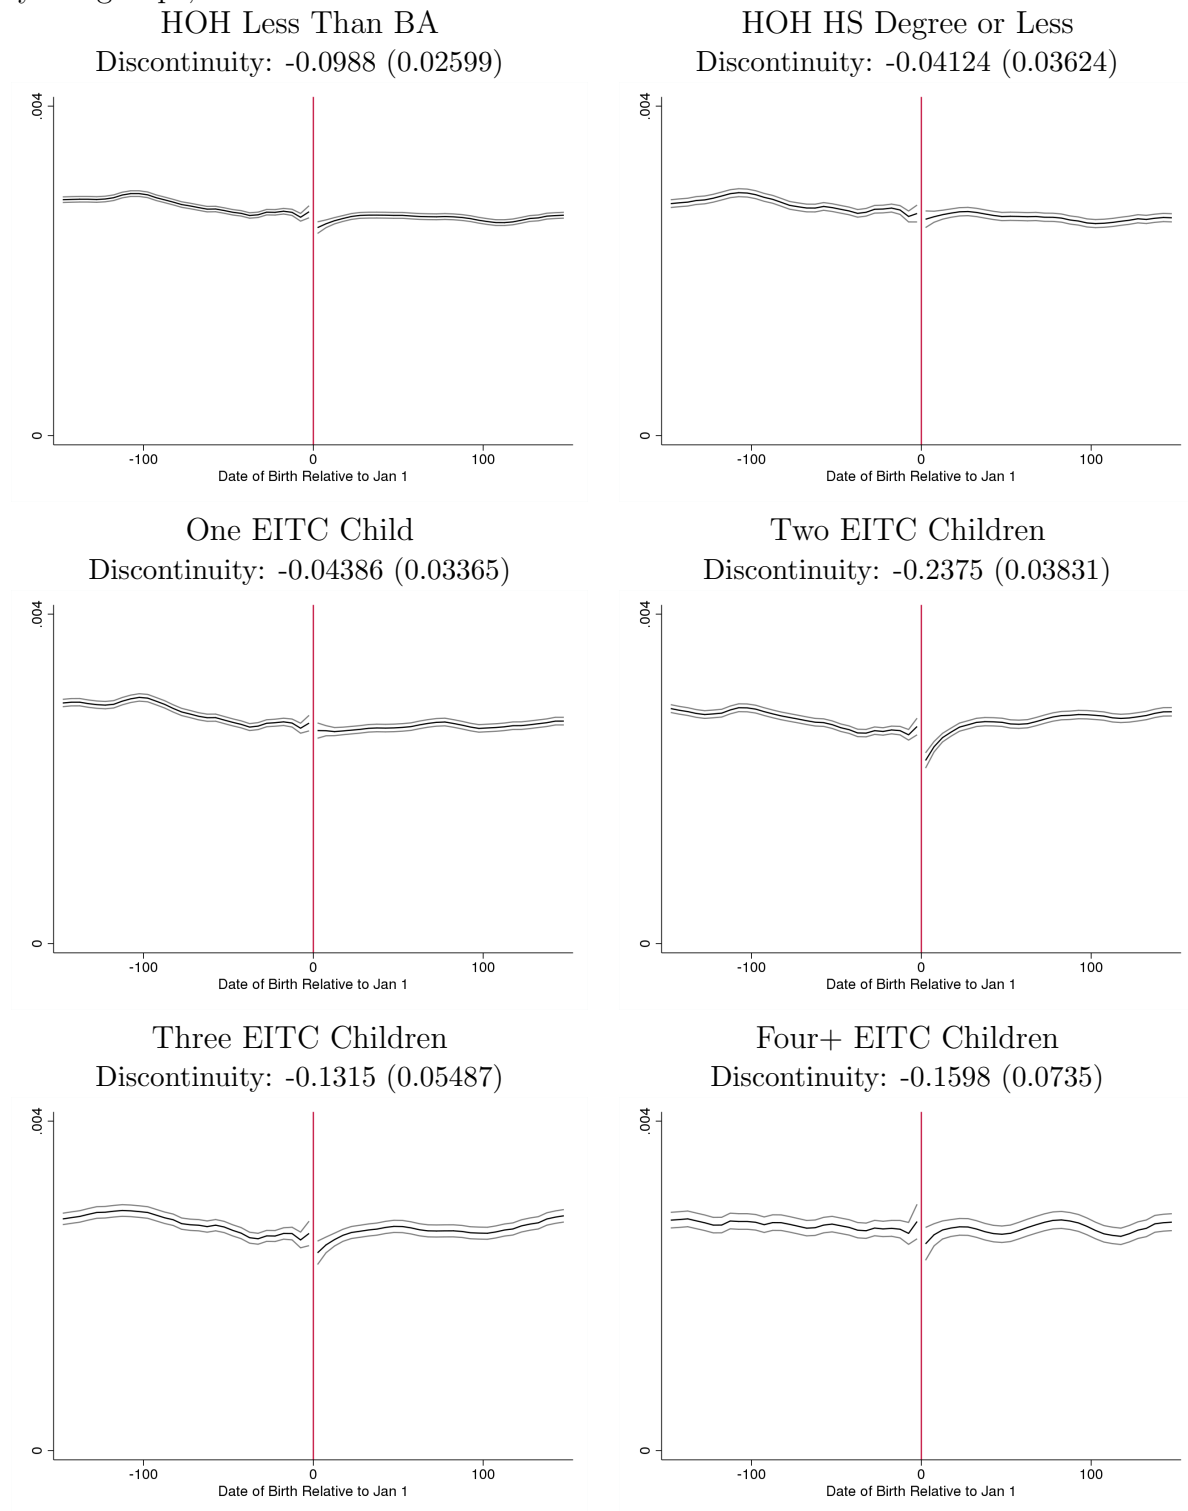 HOH Less Than BA
Discontinuity: -0.0988 (0.02599)
.004
0
-100 0 100
Date of Birth Relative to Jan 1
HOH HS Degree or Less
Discontinuity: -0.04124 (0.03624)
.004
0
-100 0 100
Date of Birth Relative to Jan 1
One EITC Child
Discontinuity: -0.04386 (0.03365)
.004
0
-100 0 100
Date of Birth Relative to Jan 1
Two EITC Children
Discontinuity: -0.2375 (0.03831)
.004
0
-100 0 100
Date of Birth Relative to Jan 1
Three EITC Children
Discontinuity: -0.1315 (0.05487)
.004
0
-100 0 100
Date of Birth Relative to Jan 1
Four+ EITC Children
Discontinuity: -0.1598 (0.0735)
.004
0
-100 0 100
Date of Birth Relative to Jan 1